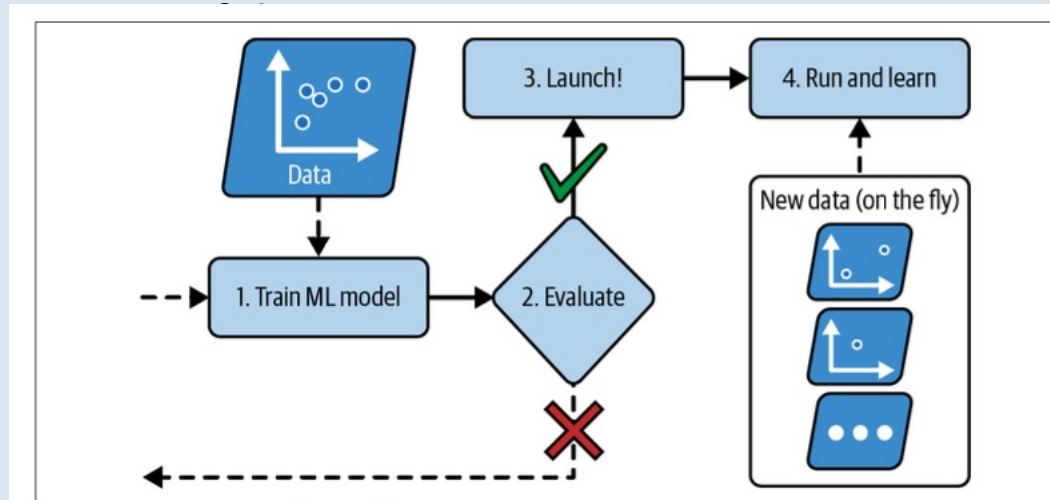 3. Launch!
4. Run and learn
Data
New data (on the fly)
1. Train ML model
2. Evaluate